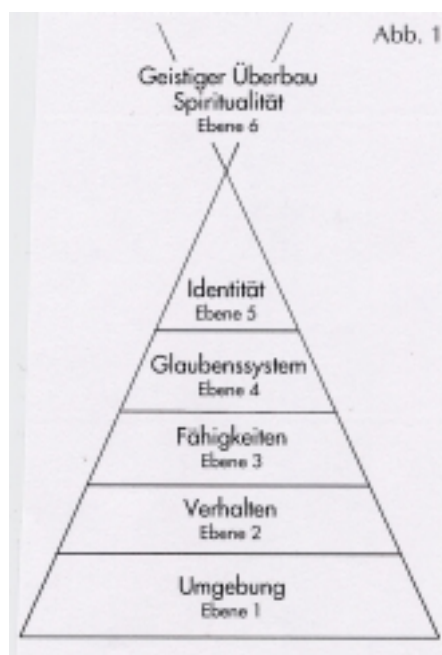 Abb. 1
Geistiger Überbau
Spiritualität
Ebene 6
Identität
Ebene 5
Glaubenssystem
Ebene 4
Fähigkeiten
Ebene 3
Verhalten
Ebene 2
Umgebung
Ebene 1